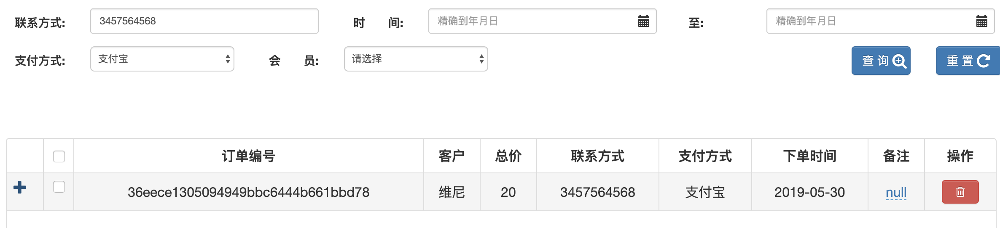 联系方式: 3457564568 时 间: 精确到年月日 至: 精确到年月日
支付方式: 支付宝 会 员: 请选择 查 询 重 置
订单编号 客户 总价 联系方式 支付方式 下单时间 备注 操作
36eece1305094949bbc6444b661bbd78 维尼 20 3457564568 支付宝 2019-05-30 null